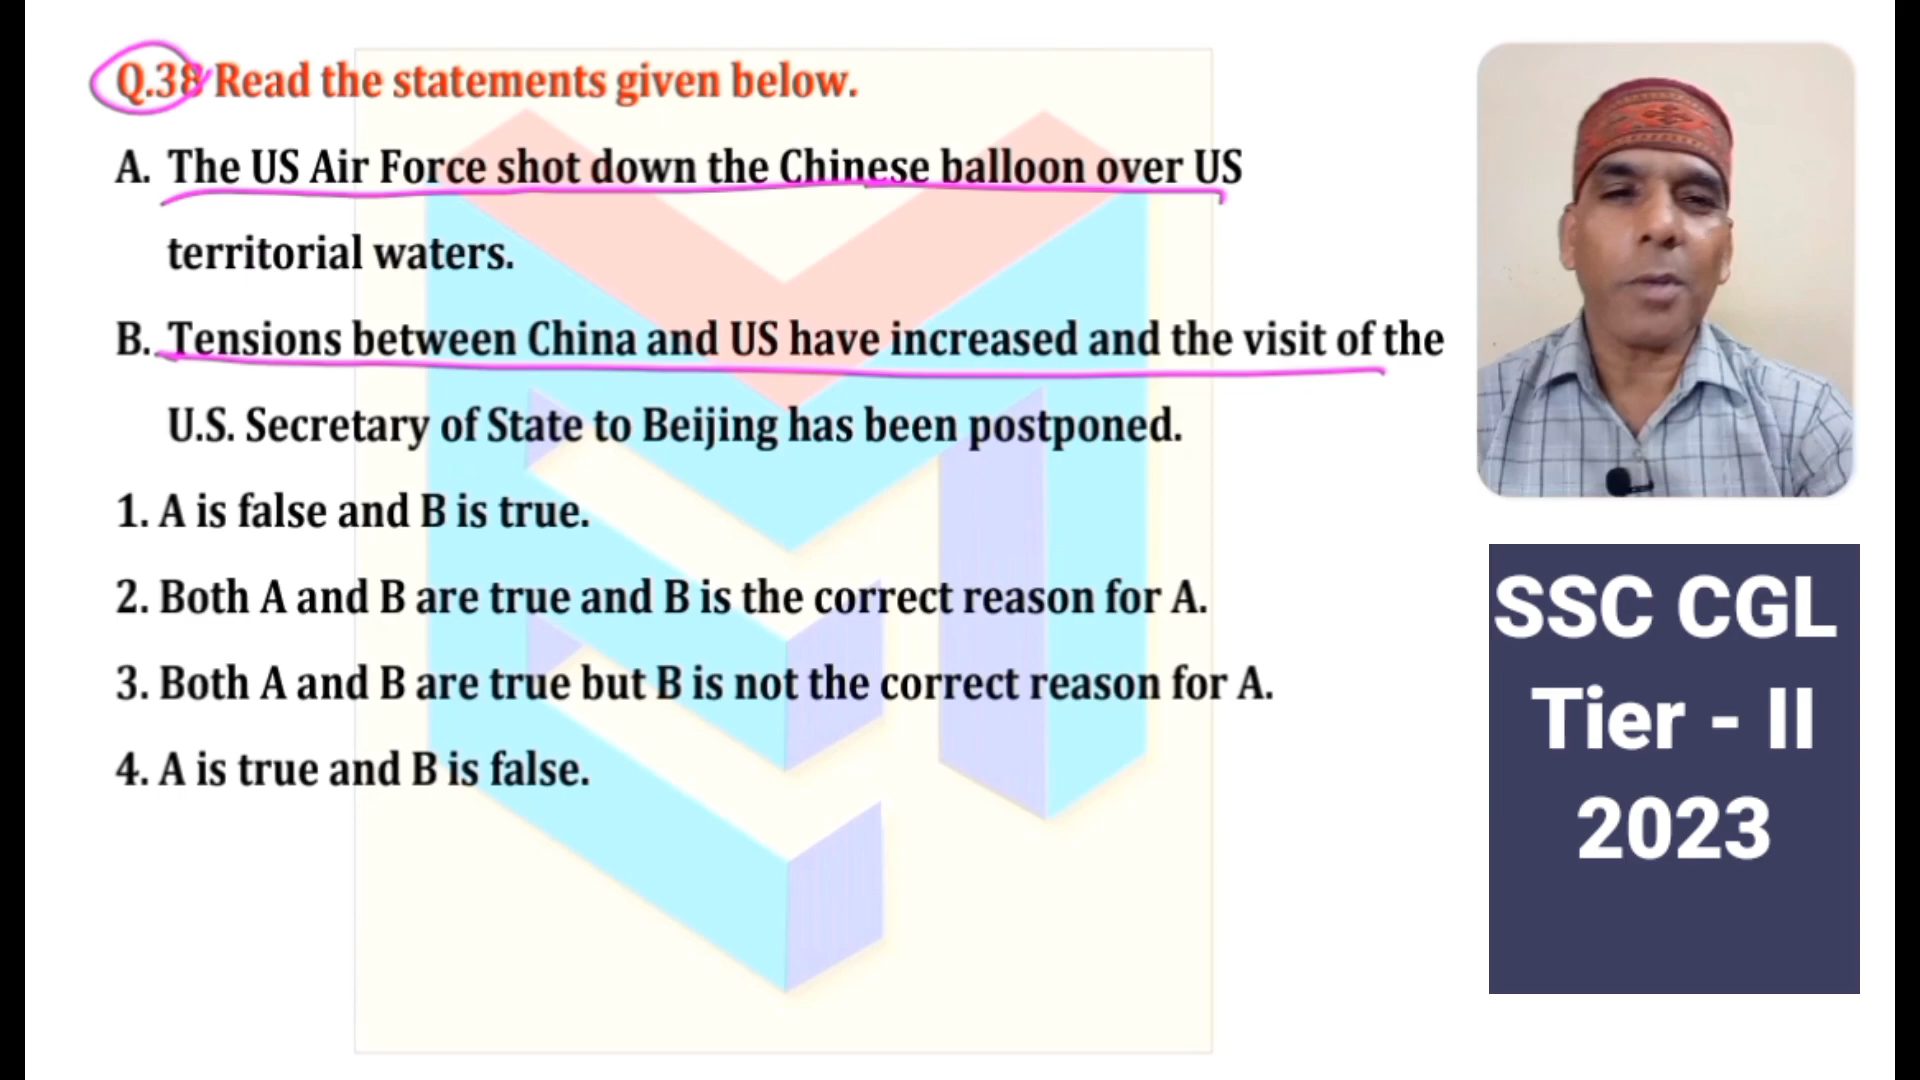 Q.38 Read the statements given below.
A. The US Air Force shot down the Chinese balloon over US
territorial waters.
B. Tensions between China and US have increased and the visit of the
U.S. Secretary of State to Beijing has been postponed.
1. A is false and B is true.
2. Both A and B are true and B is the correct reason for A.
3. Both A and B are true but B is not the correct reason for A.
4. A is true and B is false.
SSC CGL
Tier - II
2023